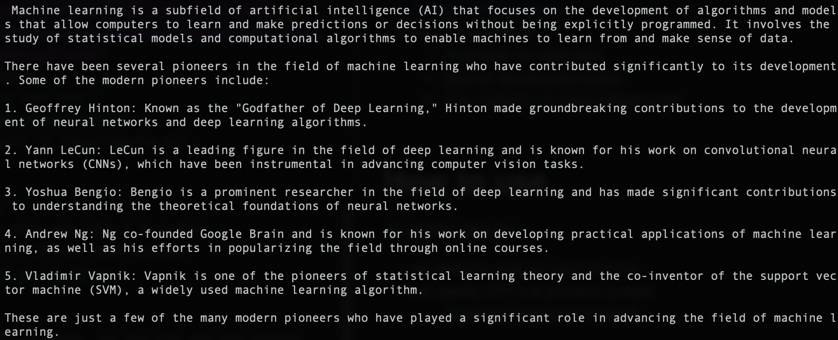 Machine learning is a subfield of artificial intelligence (AI) that focuses on the development of algorithms and model
s that allow computers to learn and make predictions or decisions without being explicitly programmed. It involves the
study of statistical models and computational algorithms to enable machines to learn from and make sense of data.

There have been several pioneers in the field of machine learning who have contributed significantly to its development
. Some of the modern pioneers include:

1. Geoffrey Hinton: Known as the "Godfather of Deep Learning," Hinton made groundbreaking contributions to the developm
ent of neural networks and deep learning algorithms.

2. Yann LeCun: LeCun is a leading figure in the field of deep learning and is known for his work on convolutional neura
l networks (CNNs), which have been instrumental in advancing computer vision tasks.

3. Yoshua Bengio: Bengio is a prominent researcher in the field of deep learning and has made significant contributions
to understanding the theoretical foundations of neural networks.

4. Andrew Ng: Ng co-founded Google Brain and is known for his work on developing practical applications of machine lear
ning, as well as his efforts in popularizing the field through online courses.

5. Vladimir Vapnik: Vapnik is one of the pioneers of statistical learning theory and the co-inventor of the support vec
tor machine (SVM), a widely used machine learning algorithm.

These are just a few of the many modern pioneers who have played a significant role in advancing the field of machine l
earning.